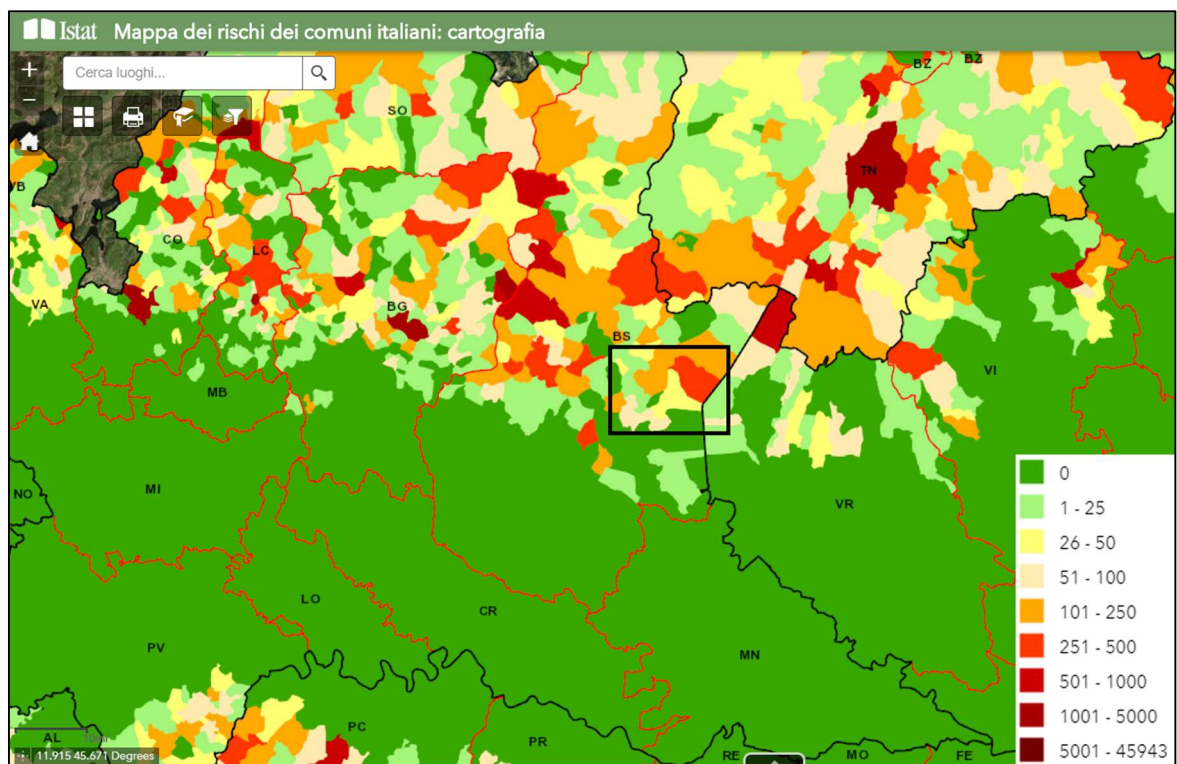 Istat Mappa dei rischi dei comuni italiani: cartografia
+
Cerca luoghi...
−
BZ BZ
SO
TN
VB
CO
LC
VA
BG
BS
VI
MB
NO
MI
VR
LO
CR
PV
MN
PC
AL
PR
RE
MO
FE
11.915 45.671 Degrees
0
1 - 25
26 - 50
51 - 100
101 - 250
251 - 500
501 - 1000
1001 - 5000
5001 - 45943